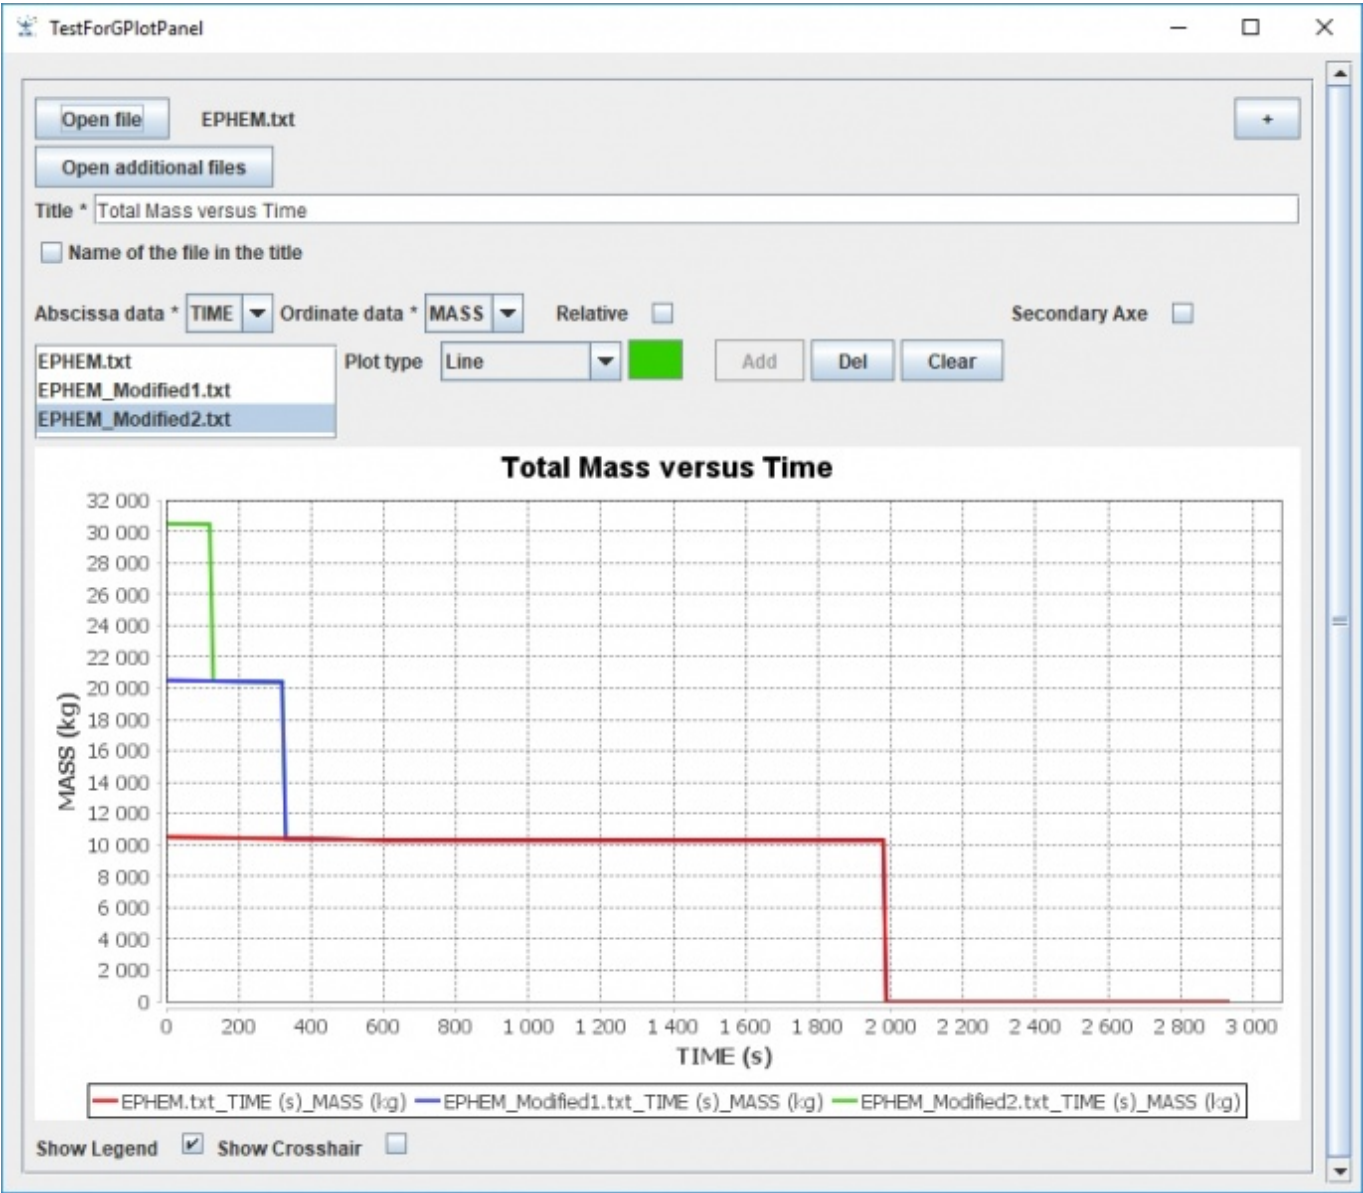 TestForGPlotPanel
Open file EPHEM.txt +
Open additional files
Title * Total Mass versus Time
Name of the file in the title
Abscissa data * TIME Ordinate data * MASS Relative Secondary Axe
EPHEM.txt Plot type Line Add Del Clear
EPHEM_Modified1.txt
EPHEM_Modified2.txt
Total Mass versus Time
32 000
30 000
28 000
26 000
24 000
22 000
20 000
18 000
16 000
14 000
12 000
10 000
8 000
6 000
4 000
2 000
0
MASS (kg)
0 200 400 600 800 1 000 1 200 1 400 1 600 1 800 2 000 2 200 2 400 2 600 2 800 3 000
TIME (s)
EPHEM.txt_TIME (s)_MASS (kg) EPHEM_Modified1.txt_TIME (s)_MASS (kg) EPHEM_Modified2.txt_TIME (s)_MASS (kg)
Show Legend Show Crosshair